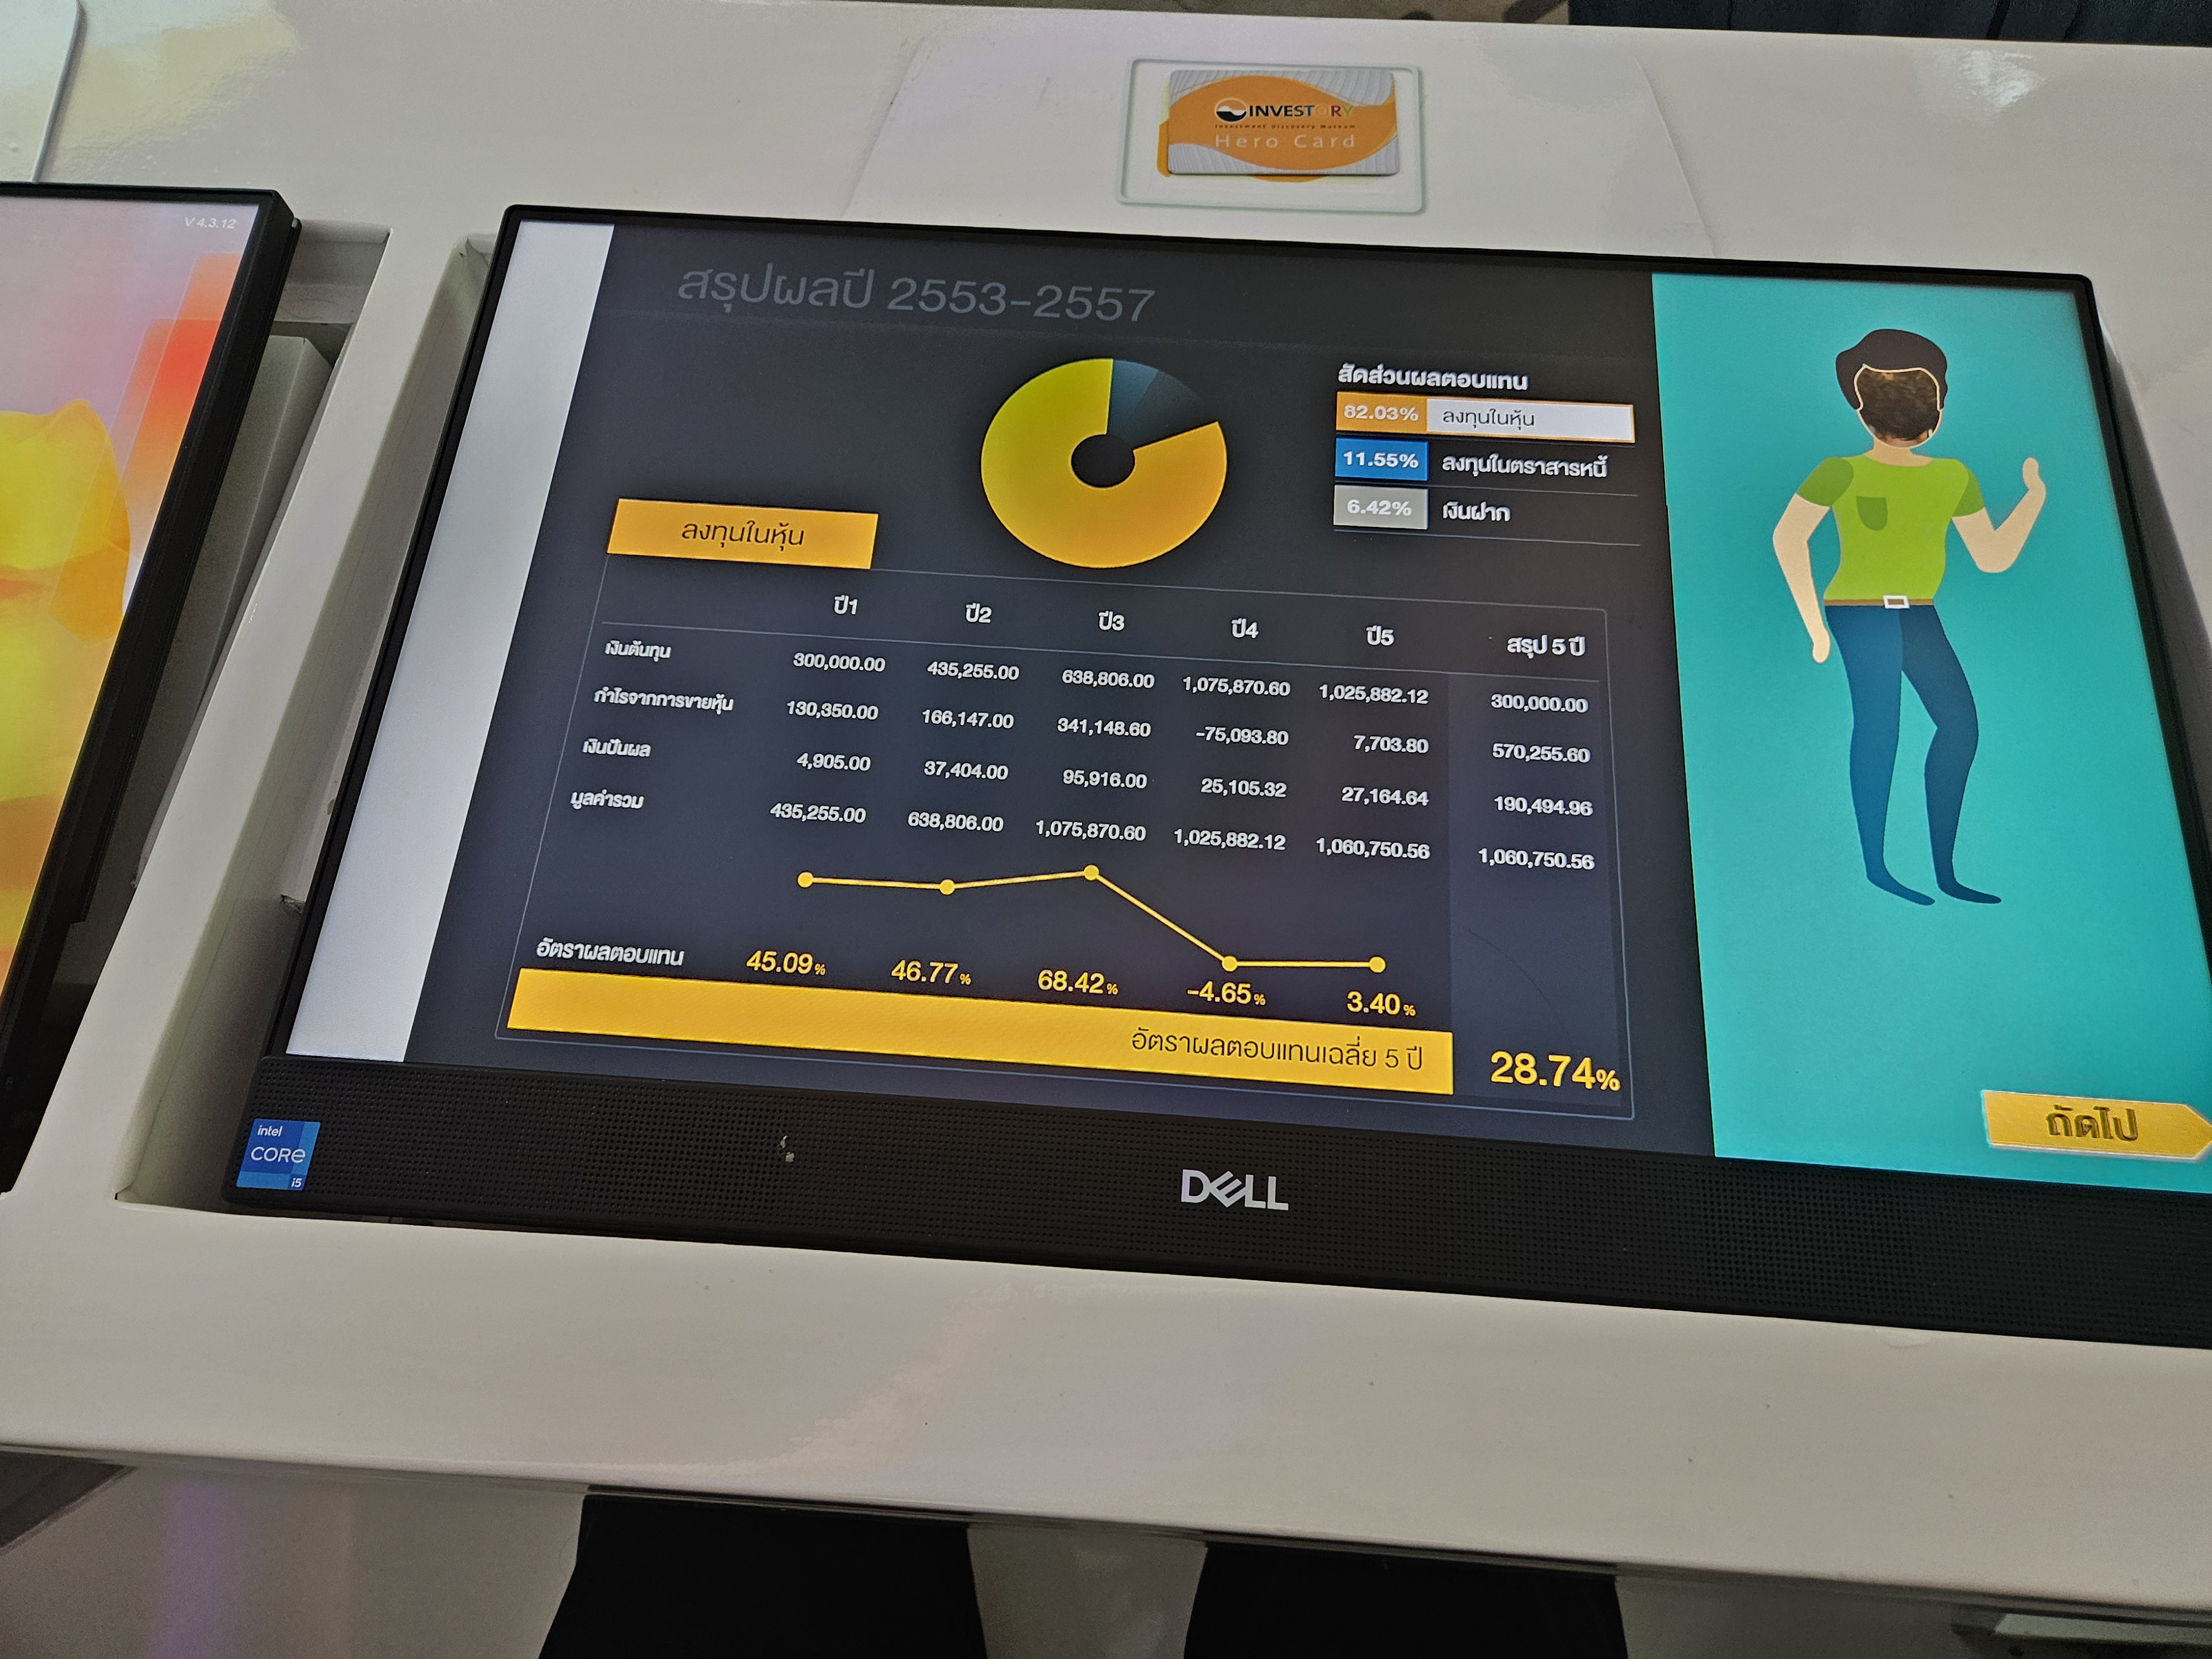 INVESTORY
Investment Discovery Museum
Hero Card
V 4.3.12
สรุปผลปี 2553-2557
สัดส่วนผลตอบแทน
82.03% ลงทุนในหุ้น
11.55% ลงทุนในตราสารหนี้
6.42% เงินฝาก
ลงทุนในหุ้น
ปี1 ปี2 ปี3 ปี4 ปี5 สรุป 5 ปี
เงินต้นทุน 300,000.00 435,255.00 638,806.00 1,075,870.60 1,025,882.12 300,000.00
กำไรจากการขายหุ้น 130,350.00 166,147.00 341,148.60 -75,093.80 7,703.80 570,255.60
เงินปันผล 4,905.00 37,404.00 95,916.00 25,105.32 27,164.64 190,494.96
มูลค่ารวม 435,255.00 638,806.00 1,075,870.60 1,025,882.12 1,060,750.56 1,060,750.56
อัตราผลตอบแทน 45.09% 46.77% 68.42% -4.65% 3.40%
อัตราผลตอบแทนเฉลี่ย 5 ปี 28.74%
ถัดไป
intel
CORE
i5
DELL